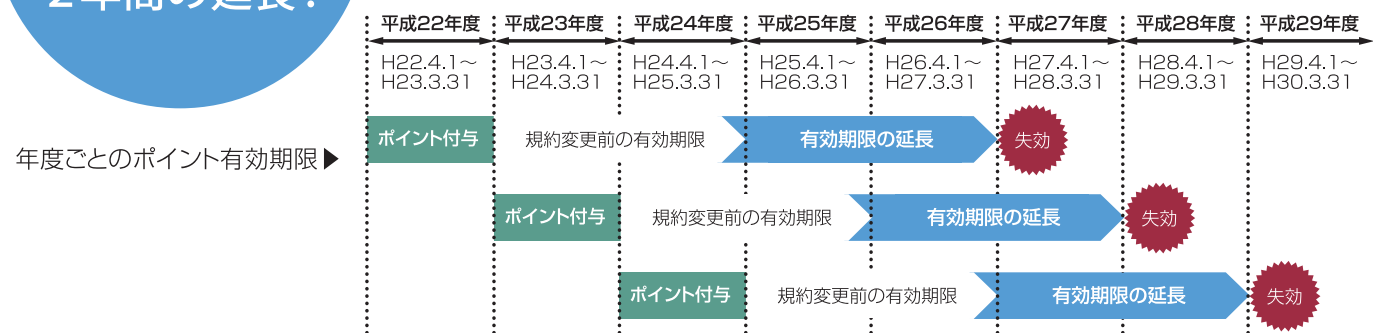 2年間の延長！
平成22年度 平成23年度 平成24年度 平成25年度 平成26年度 平成27年度 平成28年度 平成29年度
H22.4.1～ H23.4.1～ H24.4.1～ H25.4.1～ H26.4.1～ H27.4.1～ H28.4.1～ H29.4.1～
H23.3.31 H24.3.31 H25.3.31 H26.3.31 H27.3.31 H28.3.31 H29.3.31 H30.3.31
年度ごとのポイント有効期限▶
ポイント付与 規約変更前の有効期限 有効期限の延長 失効
ポイント付与 規約変更前の有効期限 有効期限の延長 失効
ポイント付与 規約変更前の有効期限 有効期限の延長 失効